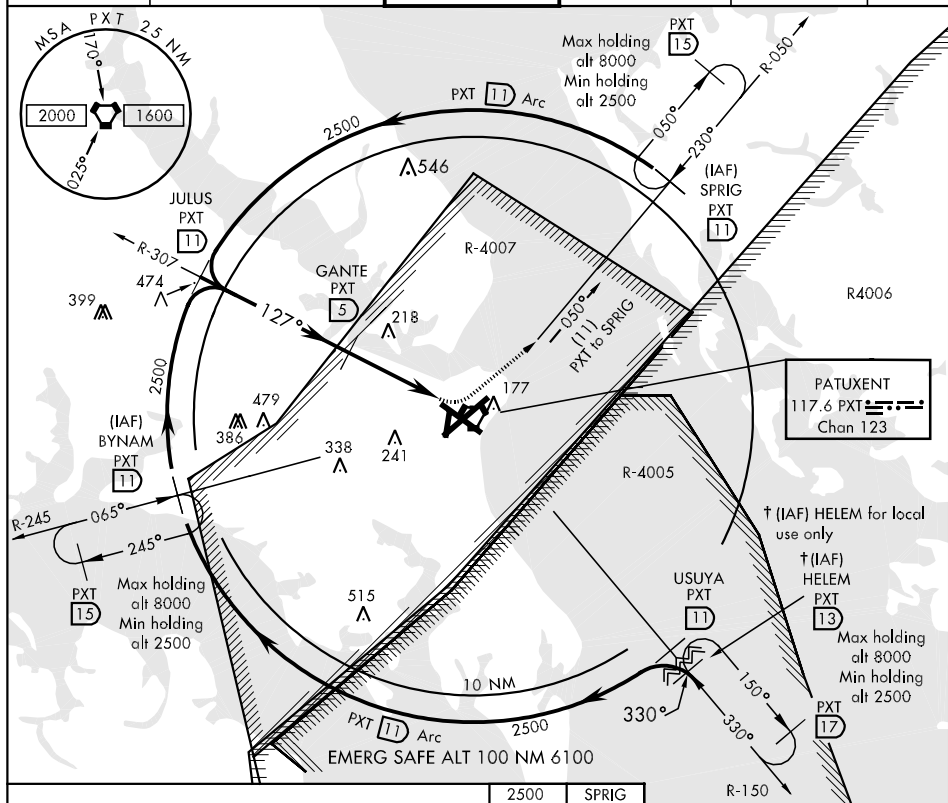 MSA PXT 25 NM
170°
2000
1600
025°
PXT 11 Arc
2500
Max holding
alt 8000
Min holding
alt 2500
PXT
15
R-050
050°
230°
(IAF)
SPRIG
PXT
11
546
JULUS
PXT
11
R-307
474
399
127°
GANTE
PXT
5
218
R-4007
R4006
050°
(11)
PXT to SPRIG
177
PATUXENT
117.6 PXT
Chan 123
2500
479
386
338
241
(IAF)
BYNAM
PXT
11
R-245
065°
245°
PXT
15
Max holding
alt 8000
Min holding
alt 2500
R-4005
† (IAF) HELEM for local
use only
† (IAF)
HELEM
PXT
13
Max holding
alt 8000
Min holding
alt 2500
USUYA
PXT
11
515
10 NM
150°
330°
330°
PXT
17
R-150
PXT 11 Arc
2500
EMERG SAFE ALT 100 NM 6100
2500
SPRIG